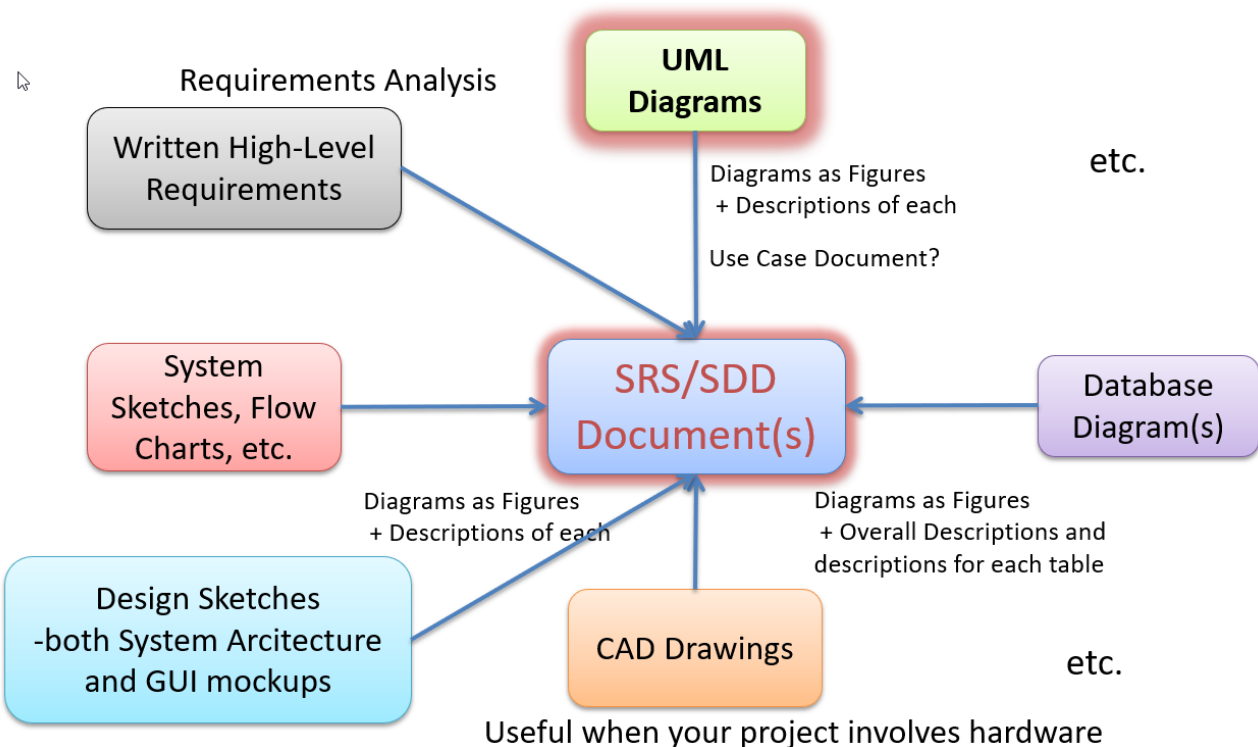 UML
Diagrams
Requirements Analysis
Written High-Level
Requirements
etc.
Diagrams as Figures
+ Descriptions of each
Use Case Document?
System
Sketches, Flow
Charts, etc.
SRS/SDD
Document(s)
Database
Diagram(s)
Diagrams as Figures
+ Descriptions of each
Diagrams as Figures
+ Overall Descriptions and
descriptions for each table
Design Sketches
-both System Arcitecture
and GUI mockups
CAD Drawings
etc.
Useful when your project involves hardware